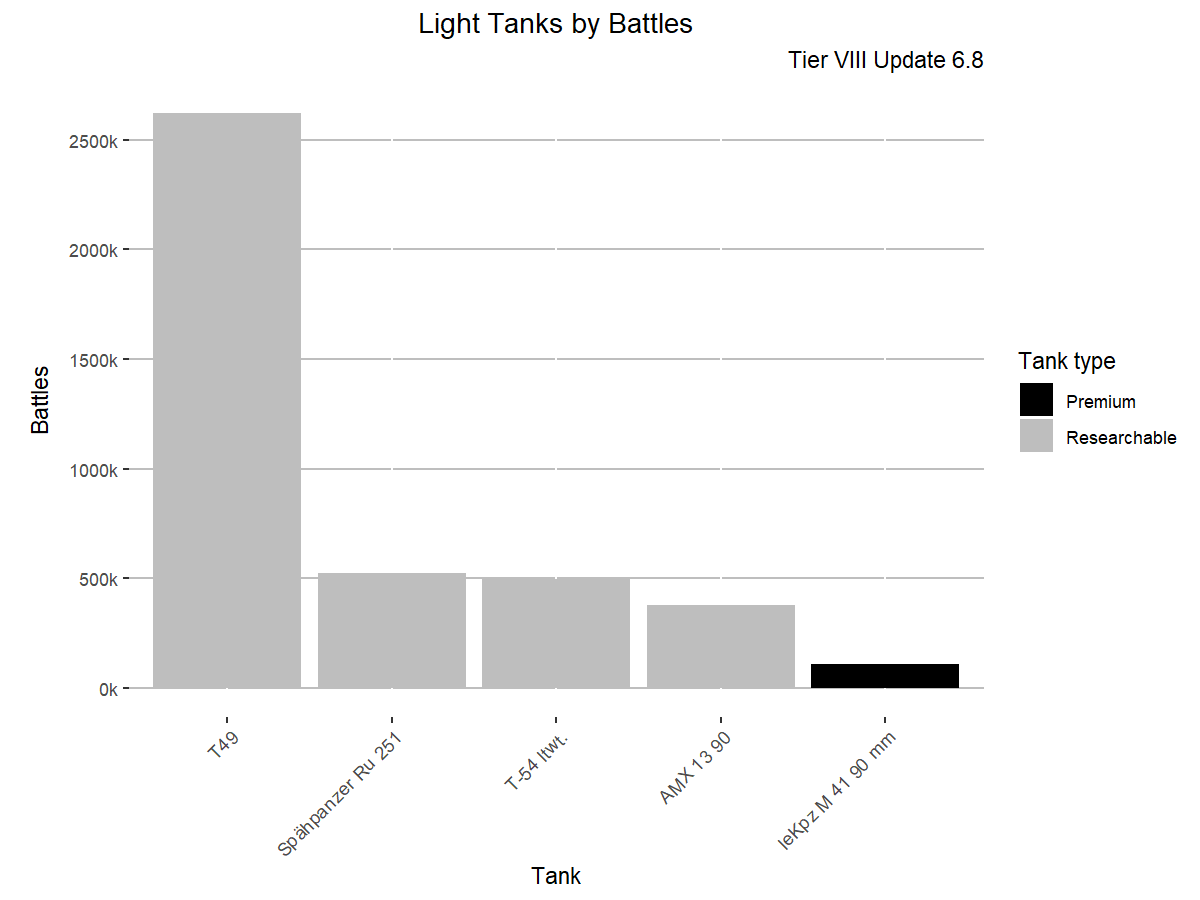 Light Tanks by Battles
Tier VIII Update 6.8
Battles
2500k
2000k
1500k
1000k
500k
0k
T49
Spähpanzer Ru 251
T-54 ltwt.
AMX 13 90
leKpz M 41 90 mm
Tank
Tank type
Premium
Researchable